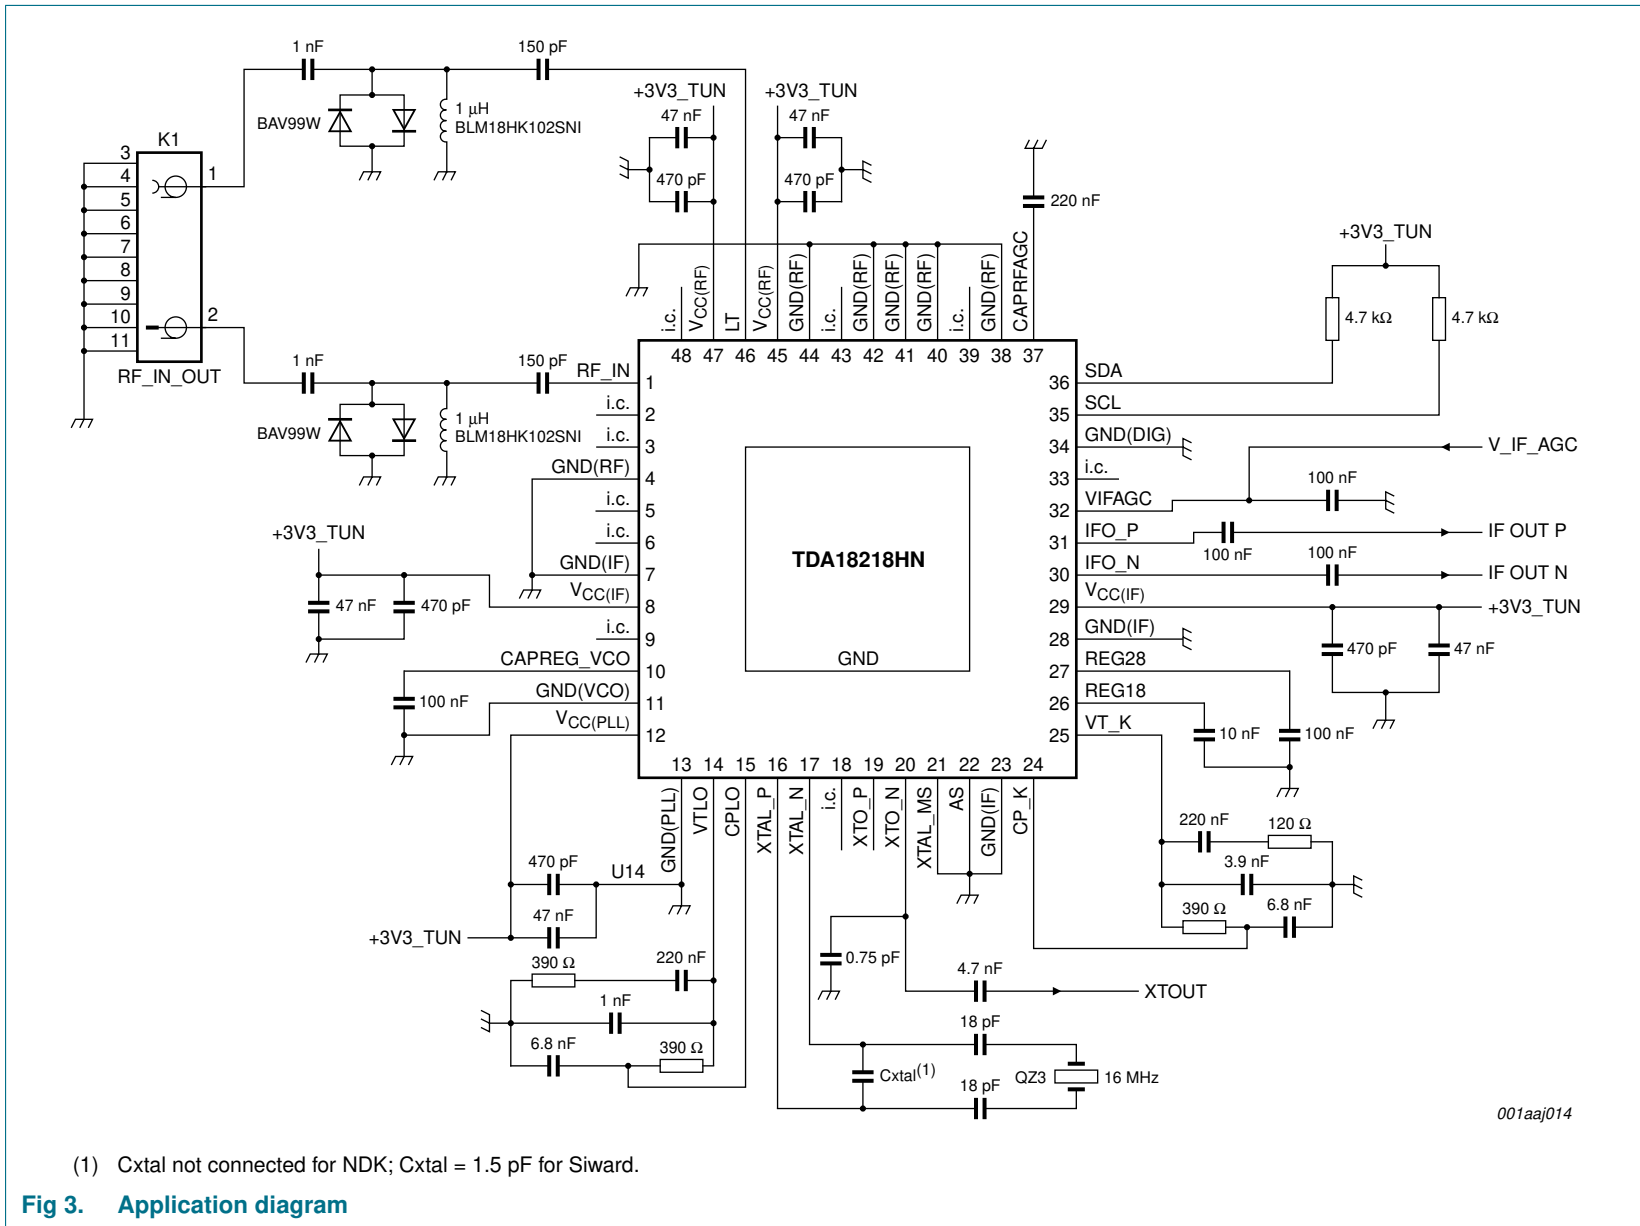 1 nF
150 pF
BAV99W
1 μH
BLM18HK102SNI
+3V3_TUN
47 nF
470 pF
+3V3_TUN
47 nF
470 pF
220 nF
K1
3
4
5
6
7
8
9
10
11
1
2
RF_IN_OUT
1 nF
150 pF
BAV99W
1 μH
BLM18HK102SNI
i.c.
VCC(RF)
LT
VCC(RF)
GND(RF)
i.c.
GND(RF)
GND(RF)
GND(RF)
i.c.
GND(RF)
CAPRFAGC
48 47 46 45 44 43 42 41 40 39 38 37
+3V3_TUN
4.7 kΩ
4.7 kΩ
RF_IN 1
i.c. 2
i.c. 3
GND(RF) 4
i.c. 5
i.c. 6
GND(IF) 7
VCC(IF) 8
i.c. 9
CAPREG_VCO 10
GND(VCO) 11
VCC(PLL) 12
+3V3_TUN
47 nF
470 pF
100 nF
TDA18218HN
GND
36 SDA
35 SCL
34 GND(DIG)
33 i.c.
32 VIFAGC
31 IFO_P
30 IFO_N
29 VCC(IF)
28 GND(IF)
27 REG28
26 REG18
25 VT_K
V_IF_AGC
100 nF
IF OUT P
100 nF
100 nF
IF OUT N
+3V3_TUN
470 pF
47 nF
10 nF
100 nF
13 14 15 16 17 18 19 20 21 22 23 24
GND(PLL)
VTLO
CPLO
XTAL_P
XTAL_N
i.c.
XTO_P
XTO_N
XTAL_MS
AS
GND(IF)
CP_K
220 nF
120 Ω
3.9 nF
390 Ω
6.8 nF
470 pF
U14
47 nF
+3V3_TUN
390 Ω
220 nF
1 nF
6.8 nF
390 Ω
0.75 pF
4.7 nF
XTOUT
18 pF
Cxtal(1)
QZ3
16 MHz
18 pF
001aaj014
(1) Cxtal not connected for NDK; Cxtal = 1.5 pF for Siward.
Fig 3. Application diagram